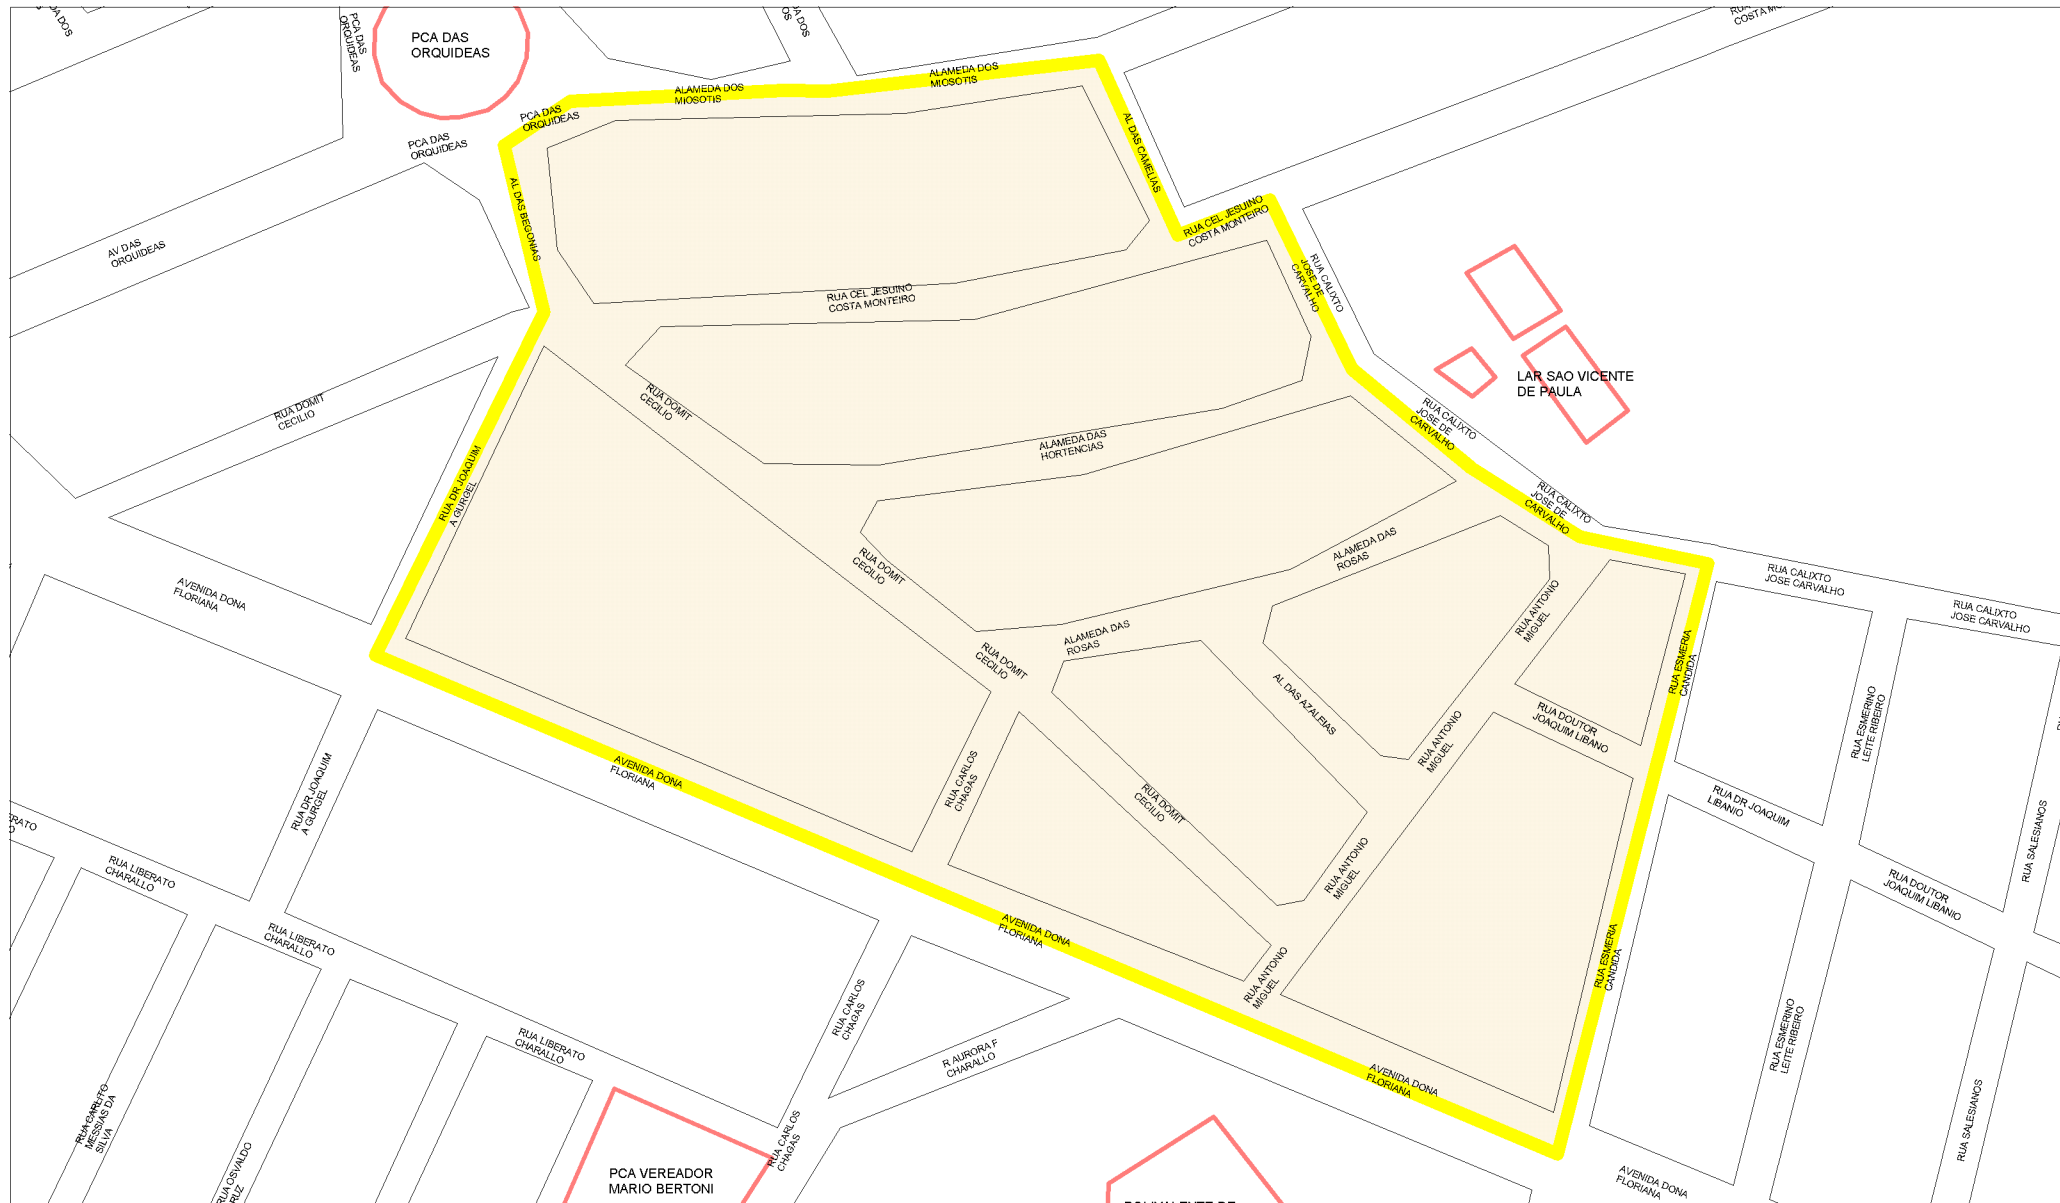 PCA DAS
ORQUIDEAS
PCA DAS
ORQUIDEAS
ALAMEDA DOS
MIOSOTIS
ALAMEDA DOS
MIOSOTIS
PCA DAS
ORQUIDEAS
PCA DAS
ORQUIDEAS
AL DAS CAMELIAS
AL DAS BEGONIAS
RUA CEL JESUINO
COSTA MONTEIRO
AV DAS
ORQUIDEAS
RUA CALIXTO
JOSE DE
CARVALHO
RUA CEL JESUINO
COSTA MONTEIRO
LAR SAO VICENTE
DE PAULA
RUA DOMIT
CECILIO
RUA DOMIT
CECILIO
RUA CALIXTO
JOSE DE
CARVALHO
ALAMEDA DAS
HORTENCIAS
RUA DR JOAQUIM
A GURGEL
RUA CALIXTO
JOSE DE
CARVALHO
ALAMEDA DAS
ROSAS
RUA DOMIT
CECILIO
AVENIDA DONA
FLORIANA
RUA CALIXTO
JOSE CARVALHO
RUA CALIXTO
JOSE CARVALHO
RUA ANTONIO
MIGUEL
ALAMEDA DAS
ROSAS
RUA DOMIT
CECILIO
RUA ESMERIA
CANDIDA
AL DAS AZALEIAS
RUA DOUTOR
JOAQUIM LIBANO
RUA ANTONIO
MIGUEL
RUA ESMERINO
LEITE RIBEIRO
AVENIDA DONA
FLORIANA
RUA CARLOS
CHAGAS
RUA DR JOAQUIM
A GURGEL
RUA DOMIT
CECILIO
RUA DR JOAQUIM
LIBANIO
RUA SALESIANOS
RUA LIBERATO
CHARALLO
RUA ANTONIO
MIGUEL
RUA DOUTOR
JOAQUIM LIBANIO
RUA LIBERATO
CHARALLO
AVENIDA DONA
FLORIANA
RUA ESMERIA
CANDIDA
RUA ANTONIO
MIGUEL
RUA CARLOS
CHAGAS
RUA LIBERATO
CHARALLO
R AURORA F
CHARALLO
RUA ESMERINO
LEITE RIBEIRO
AVENIDA DONA
FLORIANA
RUA CARLITO
MESSIAS DA
SILVA
RUA CARLOS
CHAGAS
RUA SALESIANOS
PCA VEREADOR
MARIO BERTONI
AVENIDA DONA
FLORIANA